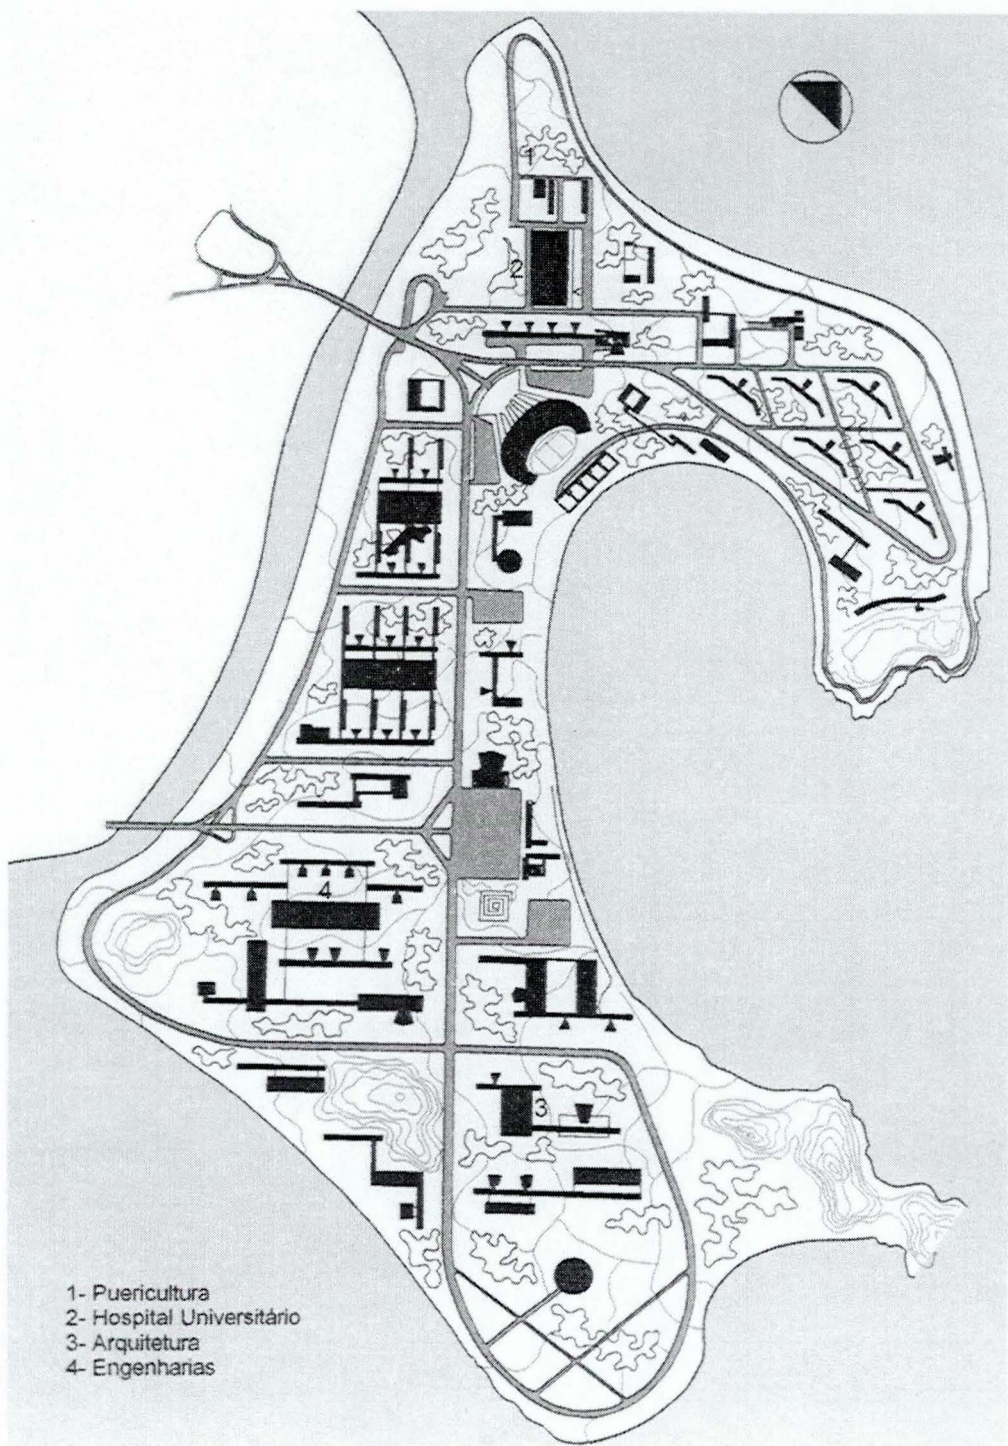 1
2
4
3
1- Puericultura
2- Hospital Universitário
3- Arquitetura
4- Engenharias